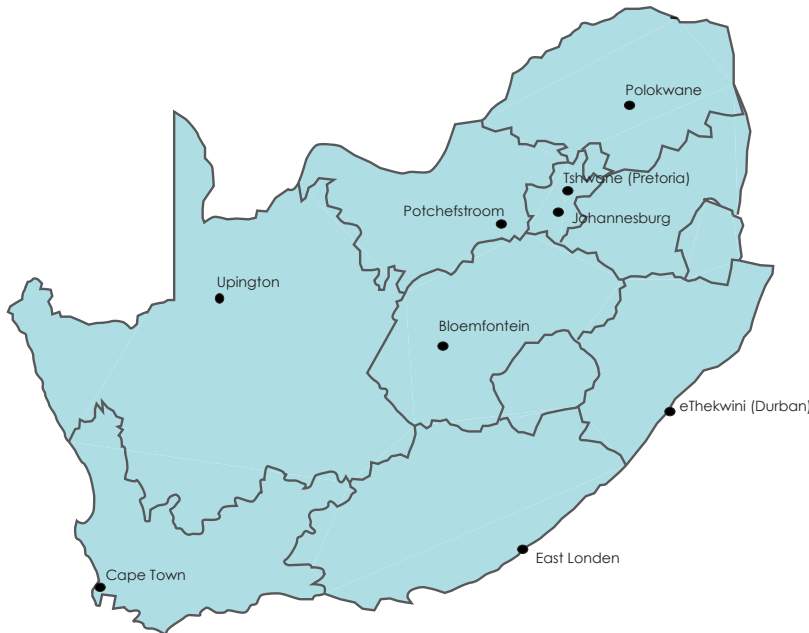 Polokwane
Tshwane (Pretoria)
Potchefstroom
Johannesburg
Upington
Bloemfontein
eThekwini (Durban)
East Londen
Cape Town